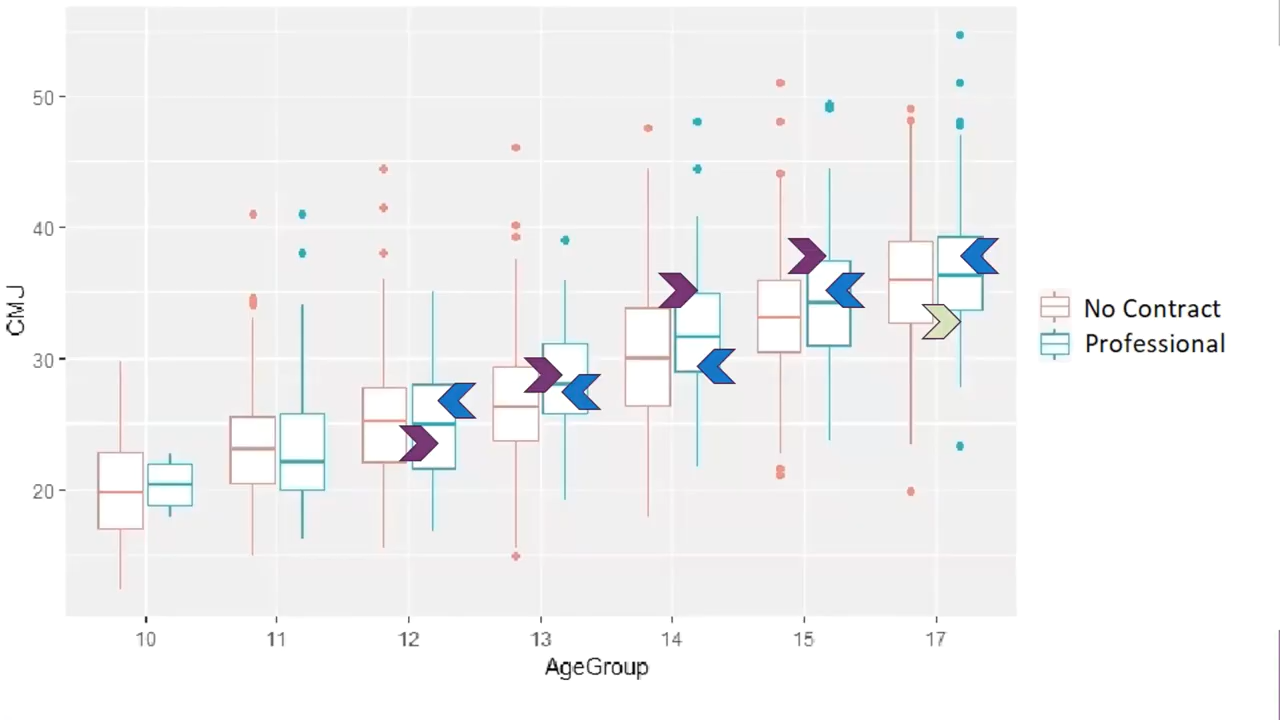 50
40
30
20
CMJ
10 11 12 13 14 15 17
AgeGroup
No Contract
Professional